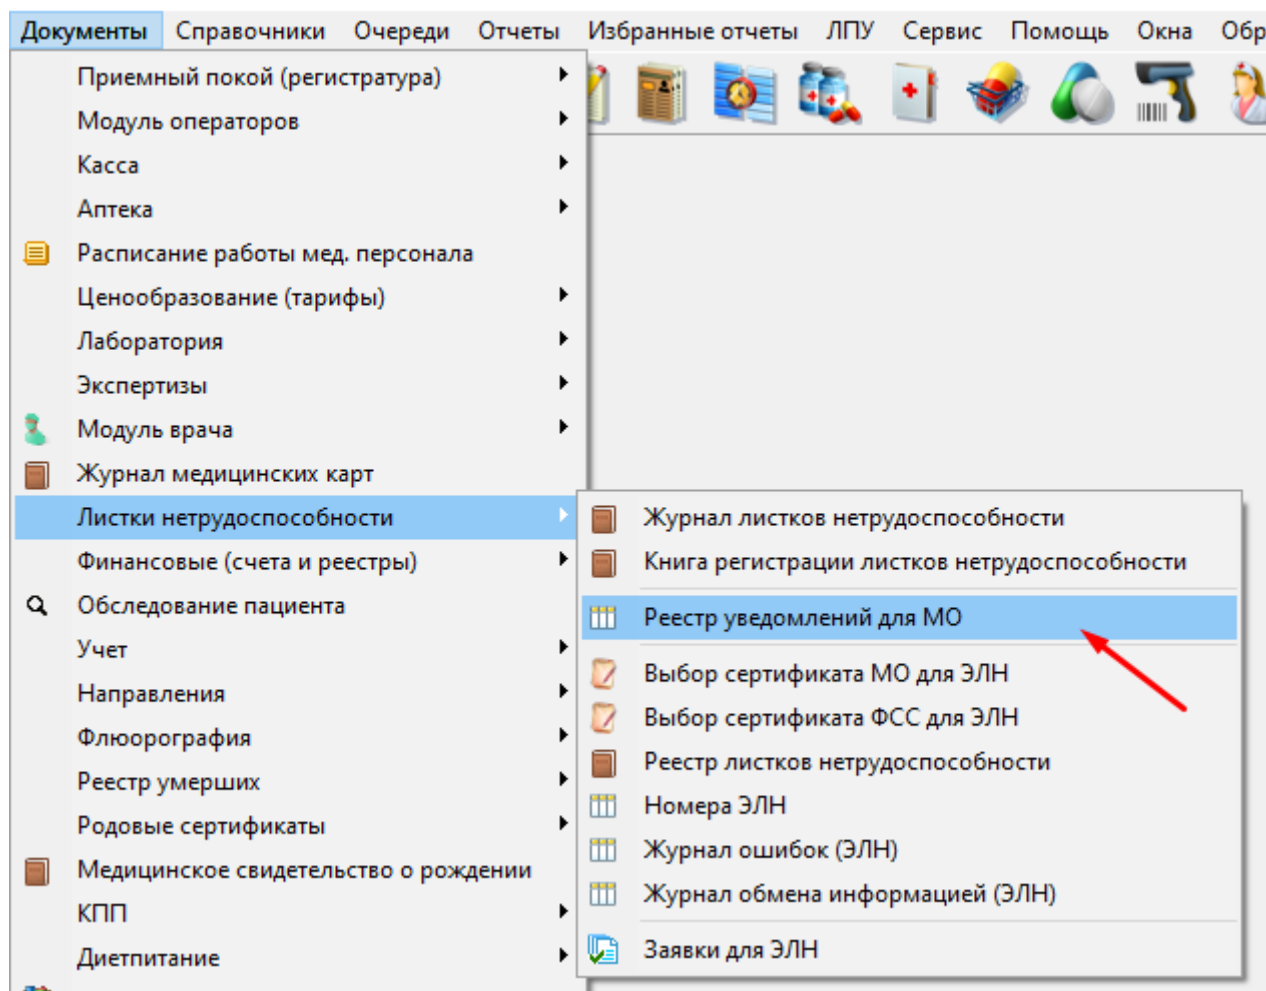 Документы Справочники Очереди Отчеты Избранные отчеты ЛПУ Сервис Помощь Окна Обр
Приемный покой (регистратура)
Модуль операторов
Касса
Аптека
Расписание работы мед. персонала
Ценообразование (тарифы)
Лаборатория
Экспертизы
Модуль врача
Журнал медицинских карт
Листки нетрудоспособности
Финансовые (счета и реестры)
Обследование пациента
Учет
Направления
Флюорография
Реестр умерших
Родовые сертификаты
Медицинское свидетельство о рождении
КПП
Диетпитание
Журнал листков нетрудоспособности
Книга регистрации листков нетрудоспособности
Реестр уведомлений для МО
Выбор сертификата МО для ЭЛН
Выбор сертификата ФСС для ЭЛН
Реестр листков нетрудоспособности
Номера ЭЛН
Журнал ошибок (ЭЛН)
Журнал обмена информацией (ЭЛН)
Заявки для ЭЛН